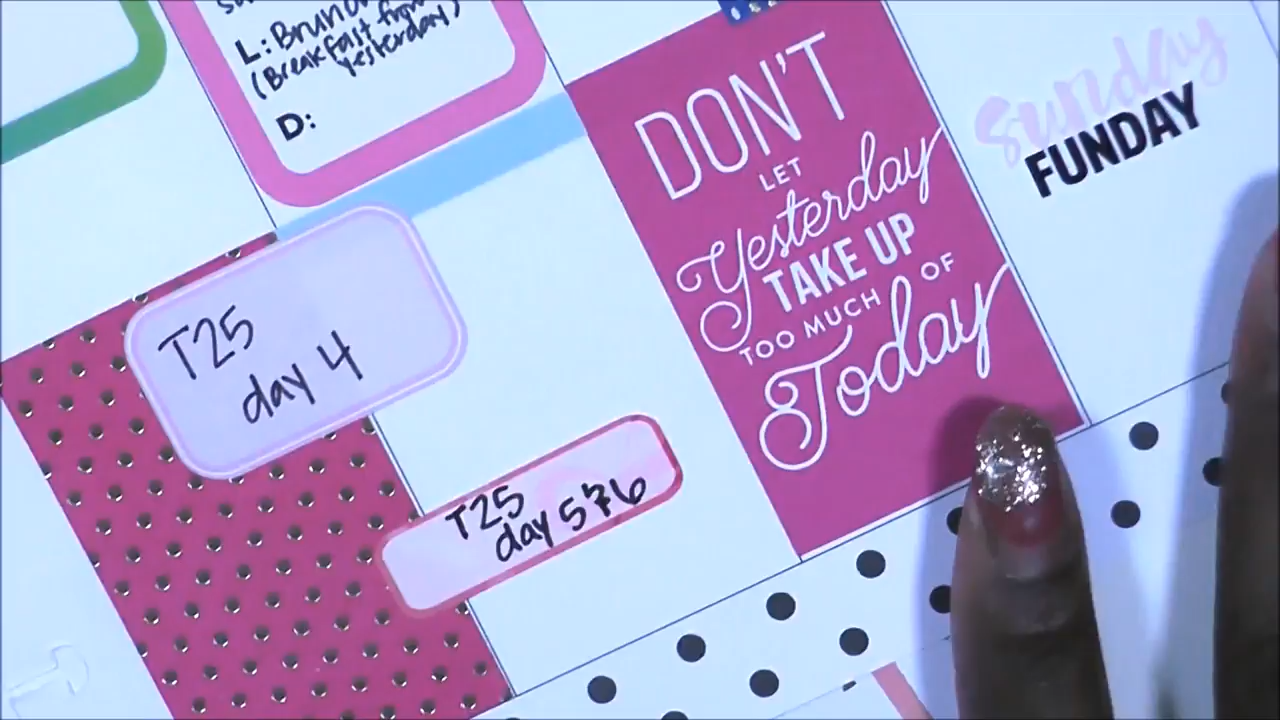 L: Brunch
(Breakfast from
yesterday)
D:
T25
day 4
T25
day 5 & 6
DON'T
LET
Yesterday
TAKE UP
TOO MUCH OF
Today
sunday
FUNDAY